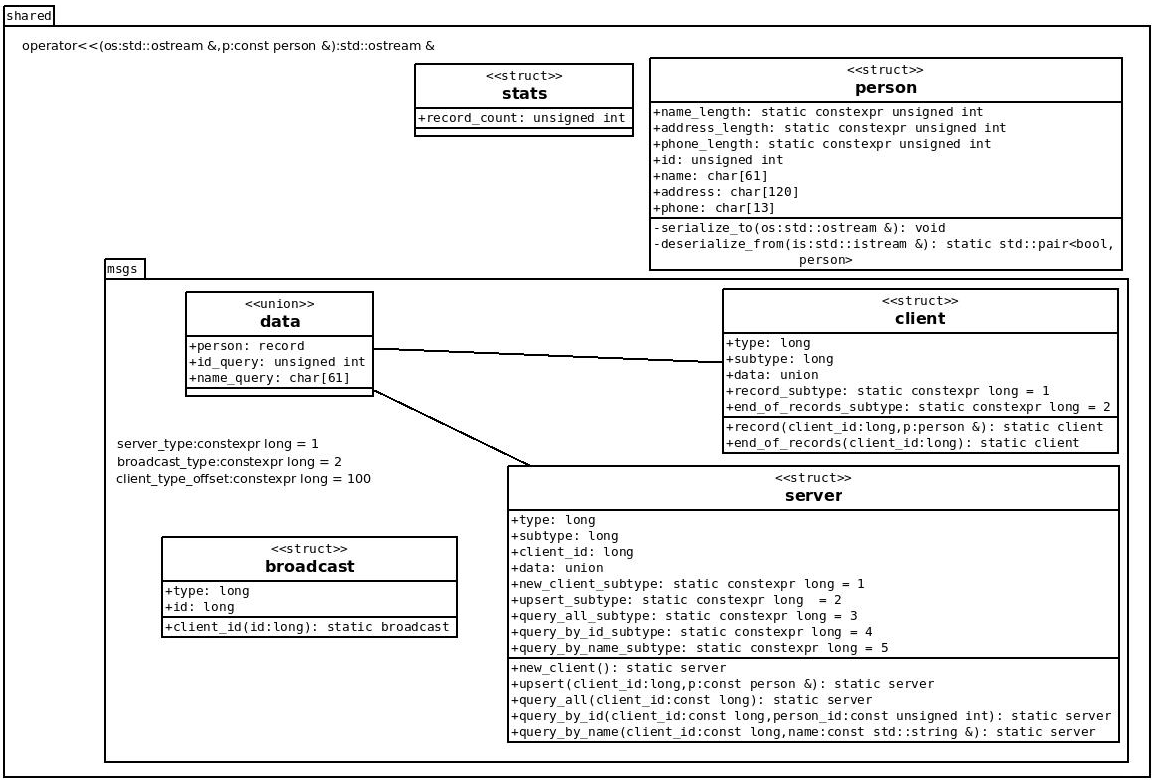 shared
operator<<(os:std::ostream &,p:const person &):std::ostream &
<<struct>>
stats
+record_count: unsigned int
<<struct>>
person
+name_length: static constexpr unsigned int
+address_length: static constexpr unsigned int
+phone_length: static constexpr unsigned int
+id: unsigned int
+name: char[61]
+address: char[120]
+phone: char[13]
-serialize_to(os:std::ostream &): void
-deserialize_from(is:std::istream &): static std::pair<bool,
person>
msgs
<<union>>
data
+person: record
+id_query: unsigned int
+name_query: char[61]
<<struct>>
client
+type: long
+subtype: long
+data: union
+record_subtype: static constexpr long = 1
+end_of_records_subtype: static constexpr long = 2
+record(client_id:long,p:person &): static client
+end_of_records(client_id:long): static client
server_type:constexpr long = 1
broadcast_type:constexpr long = 2
client_type_offset:constexpr long = 100
<<struct>>
broadcast
+type: long
+id: long
+client_id(id:long): static broadcast
<<struct>>
server
+type: long
+subtype: long
+client_id: long
+data: union
+new_client_subtype: static constexpr long = 1
+upsert_subtype: static constexpr long  = 2
+query_all_subtype: static constexpr long = 3
+query_by_id_subtype: static constexpr long = 4
+query_by_name_subtype: static constexpr long = 5
+new_client(): static server
+upsert(client_id:long,p:const person &): static server
+query_all(client_id:const long): static server
+query_by_id(client_id:const long,person_id:const unsigned int): static server
+query_by_name(client_id:const long,name:const std::string &): static server